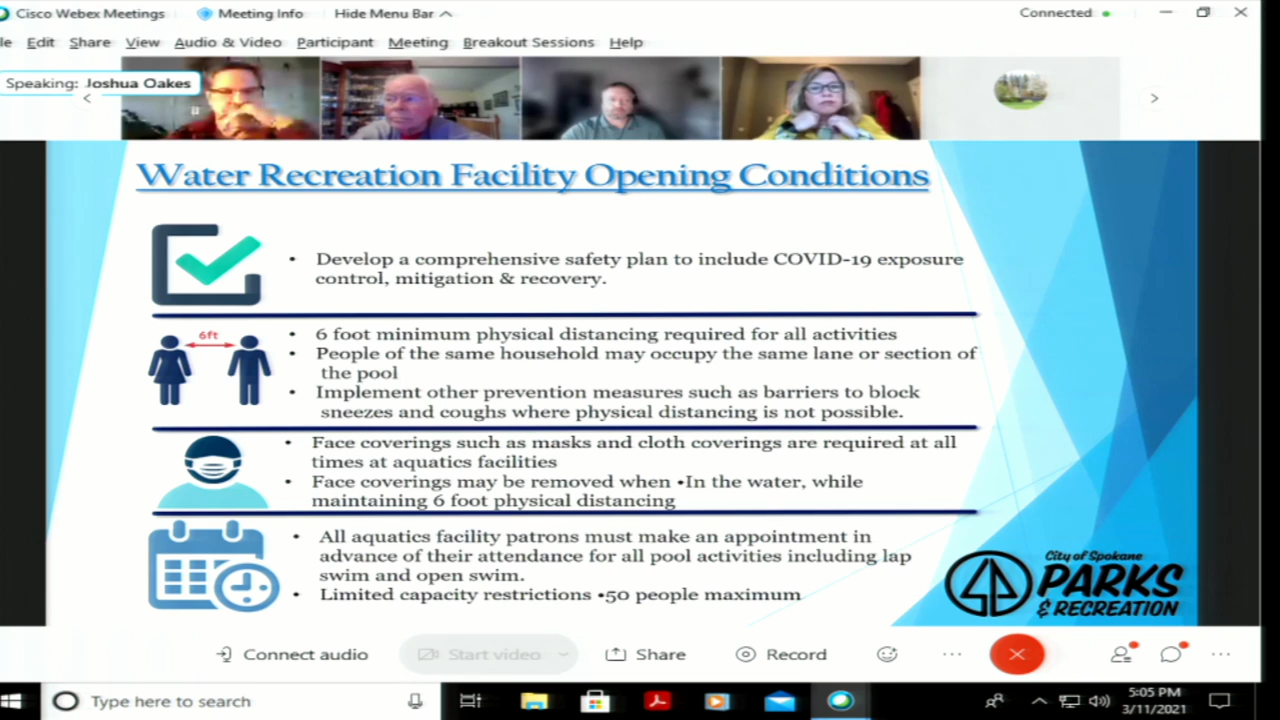 Cisco Webex Meetings
Meeting Info
Hide Menu Bar
Connected
le Edit Share View Audio & Video Participant Meeting Breakout Sessions Help
Speaking: Joshua Oakes
Water Recreation Facility Opening Conditions
• Develop a comprehensive safety plan to include COVID-19 exposure
control, mitigation & recovery.
6ft
• 6 foot minimum physical distancing required for all activities
• People of the same household may occupy the same lane or section of
the pool
• Implement other prevention measures such as barriers to block
sneezes and coughs where physical distancing is not possible.
• Face coverings such as masks and cloth coverings are required at all
times at aquatics facilities
• Face coverings may be removed when •In the water, while
maintaining 6 foot physical distancing
• All aquatics facility patrons must make an appointment in
advance of their attendance for all pool activities including lap
swim and open swim.
• Limited capacity restrictions •50 people maximum
City of Spokane
PARKS
& RECREATION
Connect audio
Start video
Share
Record
Type here to search
5:05 PM
3/11/2021